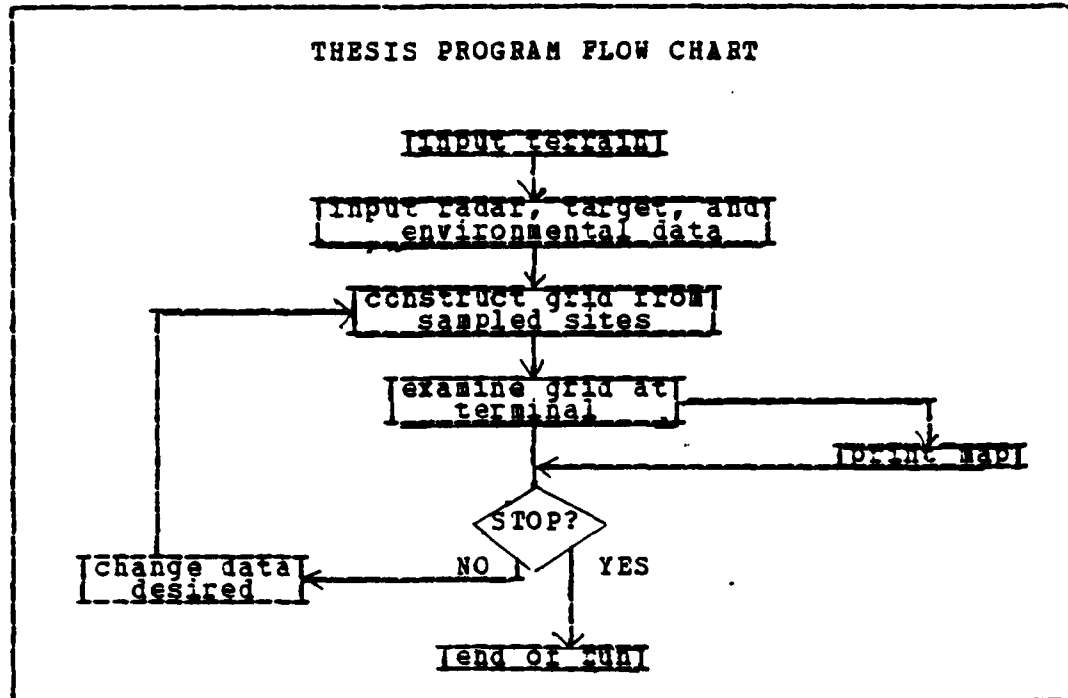 THESIS PROGRAM FLOW CHART
input terrain
input radar, target, and
environmental data
construct grid from
sampled sites
examine grid at
terminal
print map
STOP?
NO
YES
change data
desired
end of run